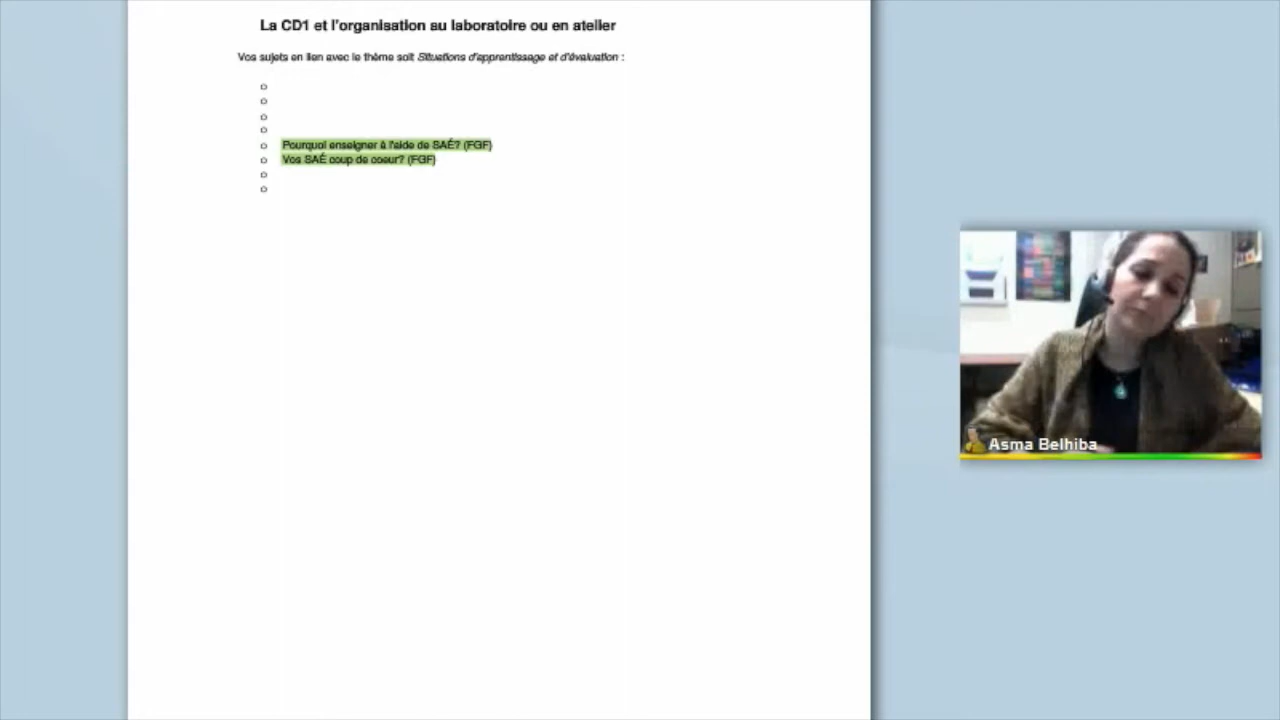 La CD1 et l'organisation au laboratoire ou en atelier
Vos sujets en lien avec le thème soit Situations d'apprentissage et d'évaluation :
Pourquoi enseigner à l'aide de SAÉ? (FGF)
Vos SAÉ coup de coeur? (FGF)
Asma Belhiba